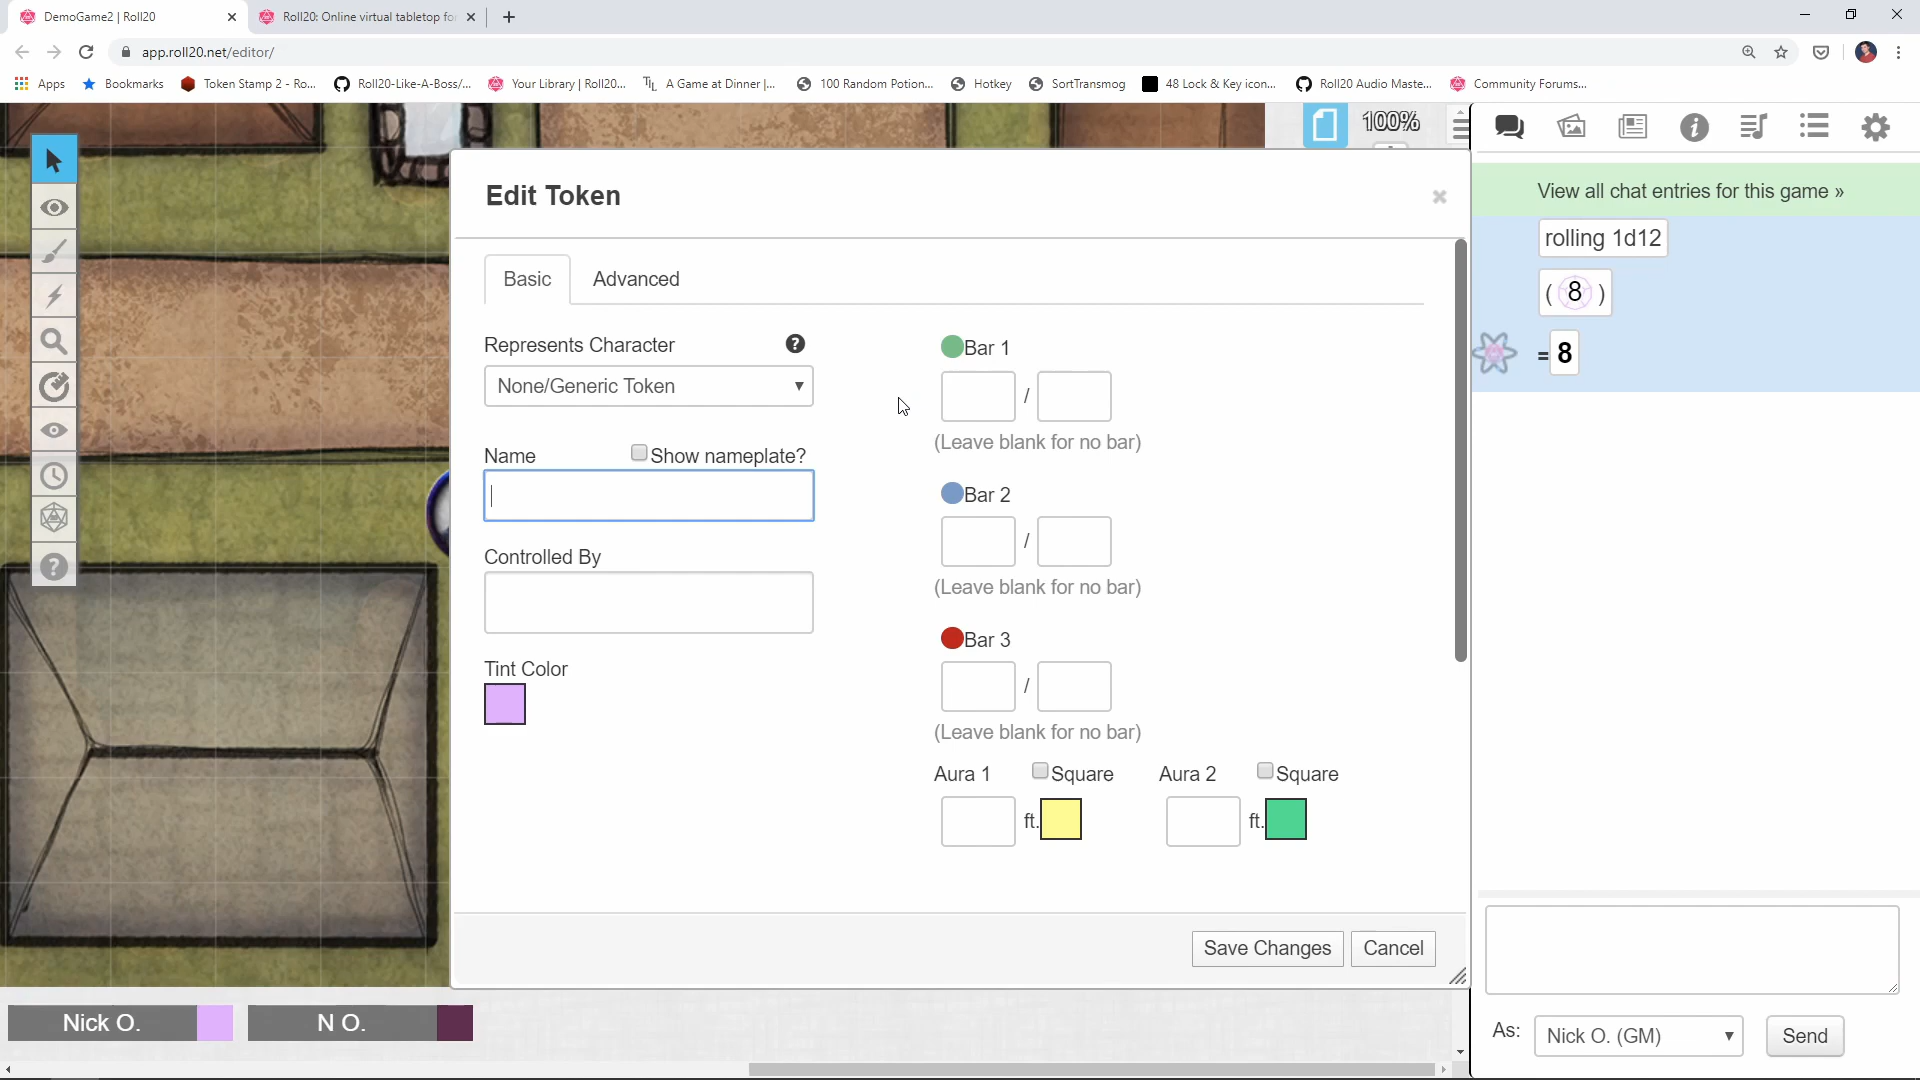 DemoGame2 | Roll20
Roll20: Online virtual tabletop fo
app.roll20.net/editor/
Apps
Bookmarks
Token Stamp 2 - Ro...
Roll20-Like-A-Boss/...
Your Library | Roll20...
TL
A Game at Dinner |...
100 Random Potion...
Hotkey
SortTransmog
48 Lock & Key icon...
Roll20 Audio Maste...
Community Forums...
100%
Edit Token
Basic
Advanced
Represents Character
None/Generic Token
Name
Show nameplate?
Controlled By
Tint Color
Bar 1
/
(Leave blank for no bar)
Bar 2
/
(Leave blank for no bar)
Bar 3
/
(Leave blank for no bar)
Aura 1
Square
Aura 2
Square
ft.
ft.
Save Changes
Cancel
View all chat entries for this game »
rolling 1d12
( 8 )
= 8
Nick O.
N O.
As:
Nick O. (GM)
Send